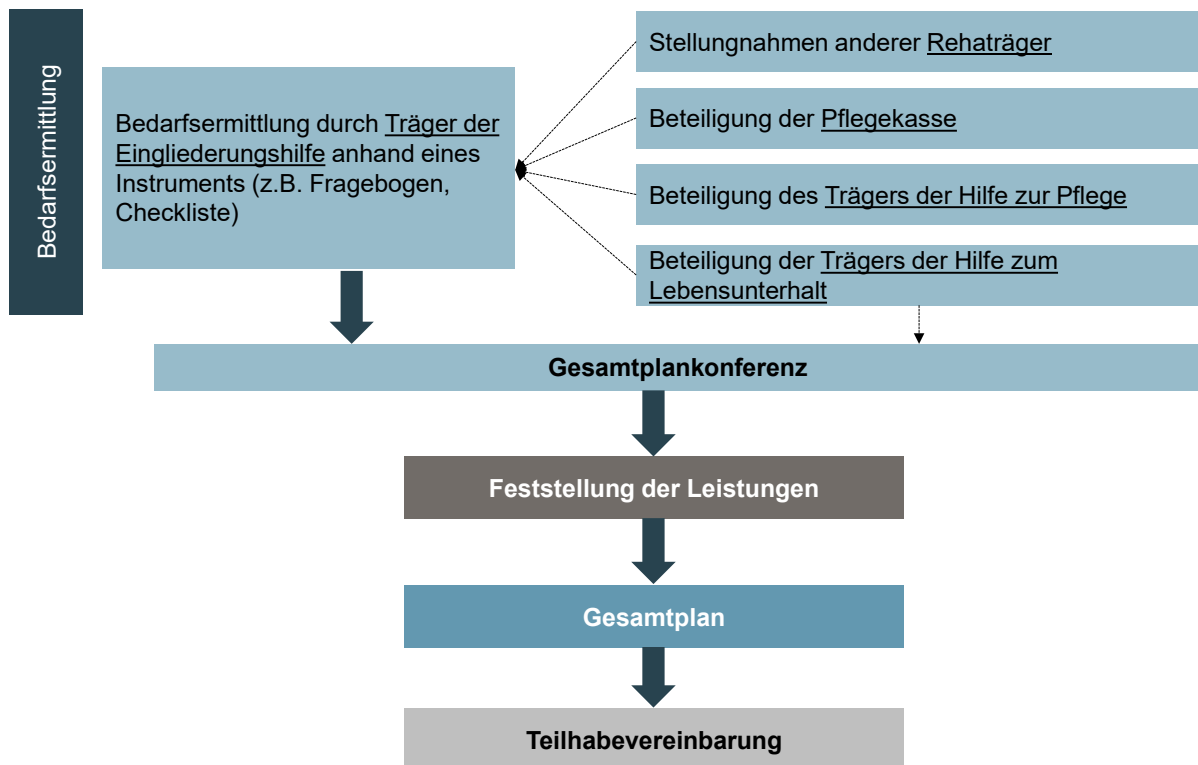 Bedarfsermittlung
Bedarfsermittlung durch Träger der
Eingliederungshilfe anhand eines
Instruments (z.B. Fragebogen,
Checkliste)
Stellungnahmen anderer Rehaträger
Beteiligung der Pflegekasse
Beteiligung des Trägers der Hilfe zur Pflege
Beteiligung der Trägers der Hilfe zum
Lebensunterhalt
Gesamtplankonferenz
Feststellung der Leistungen
Gesamtplan
Teilhabevereinbarung